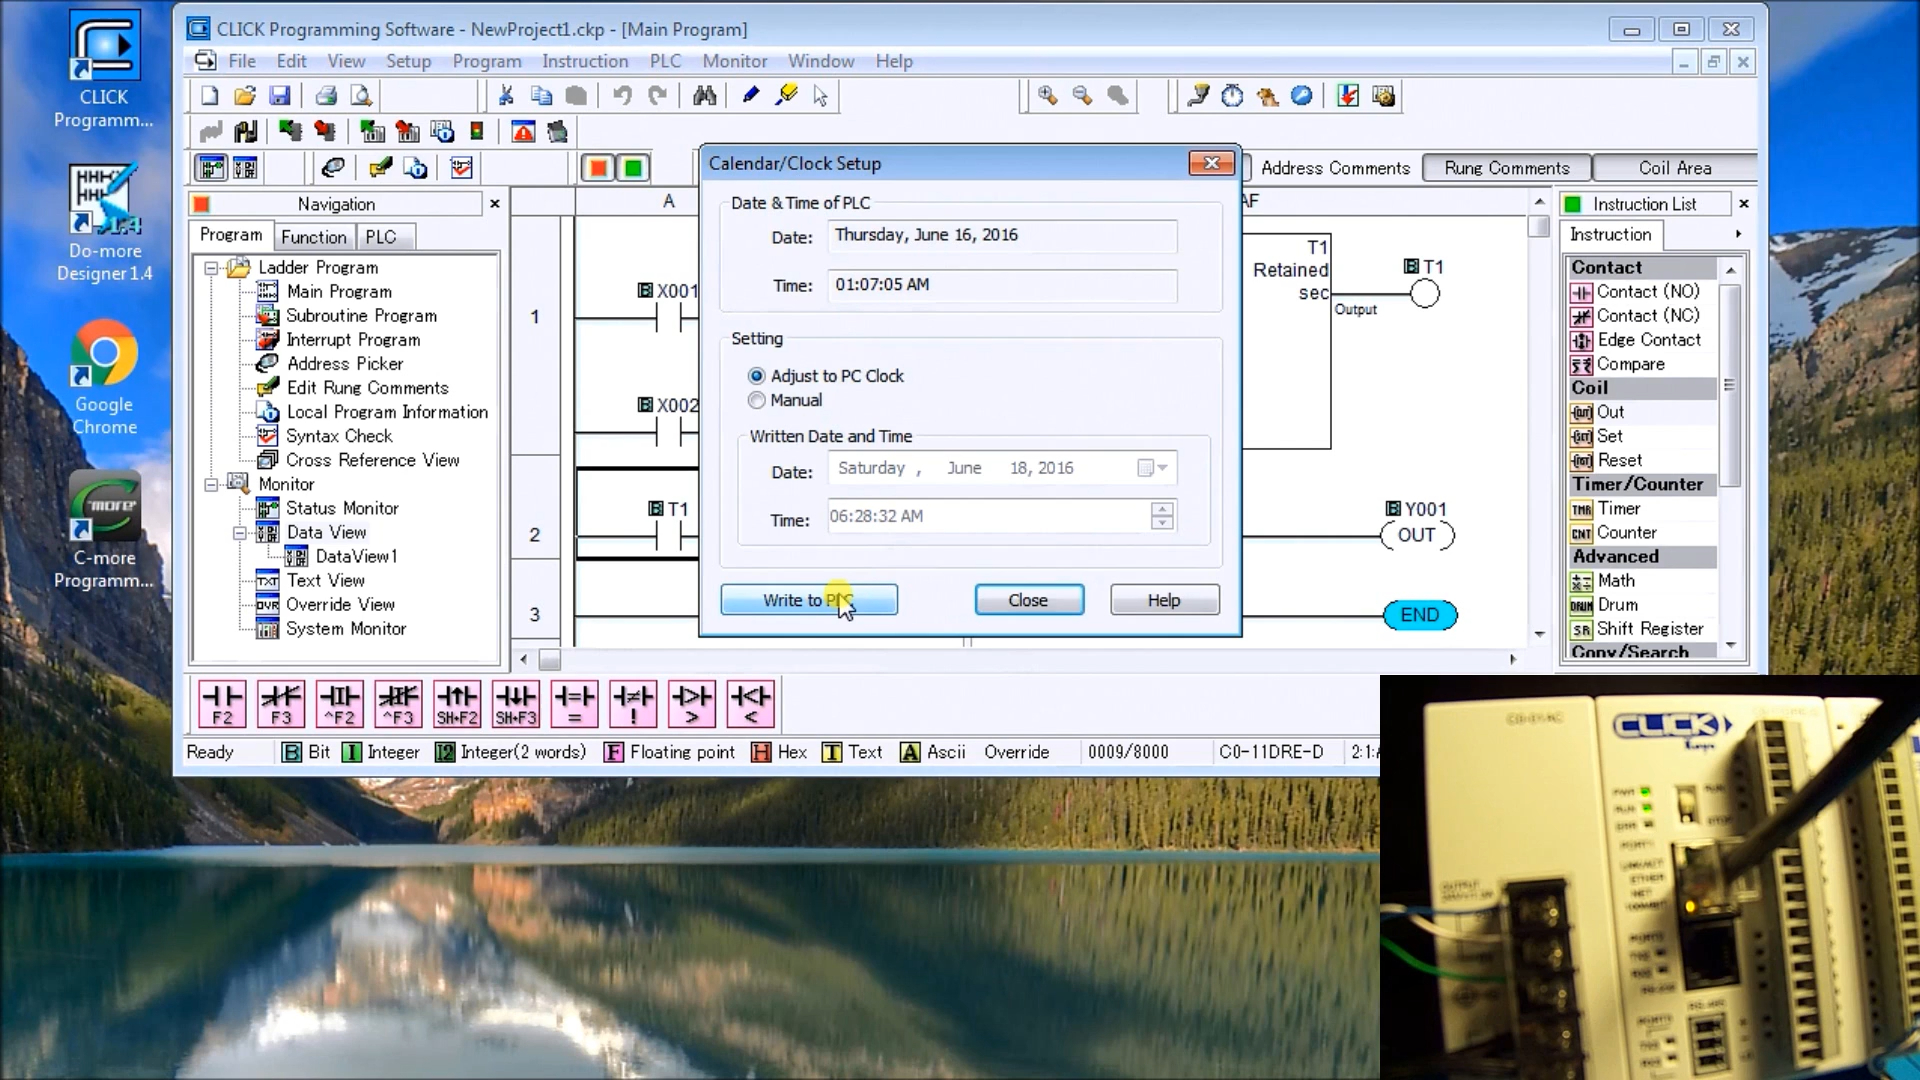 CLICK Programming Software - NewProject1.ckp - [Main Program]
File Edit View Setup Program Instruction PLC Monitor Window Help
Address Comments Rung Comments Coil Area
CLICK
Programm...
Do-more
Designer 1.4
Google
Chrome
C-more
Programm...
Navigation
Program Function PLC
Ladder Program
Main Program
Subroutine Program
Interrupt Program
Address Picker
Edit Rung Comments
Local Program Information
Syntax Check
Cross Reference View
Monitor
Status Monitor
Data View
DataView1
Text View
Override View
System Monitor
A
AF
1
X001
X002
2
T1
3
T1
Retained
sec
Output
T1
Y001
OUT
END
Calendar/Clock Setup
Date & Time of PLC
Date: Thursday, June 16, 2016
Time: 01:07:05 AM
Setting
Adjust to PC Clock
Manual
Written Date and Time
Date: Saturday , June 18, 2016
Time: 06:28:32 AM
Write to PLC Close Help
Instruction List
Instruction
Contact
Contact (NO)
Contact (NC)
Edge Contact
Compare
Coil
Out
Set
Reset
Timer/Counter
Timer
Counter
Advanced
Math
Drum
Shift Register
Copy/Search
F2 F3 ^F2 ^F3 SH+F2 SH+F3 = ! > <
Ready B Bit I Integer I2 Integer(2 words) F Floating point H Hex T Text A Ascii Override 0009/8000 C0-11DRE-D
CLICK